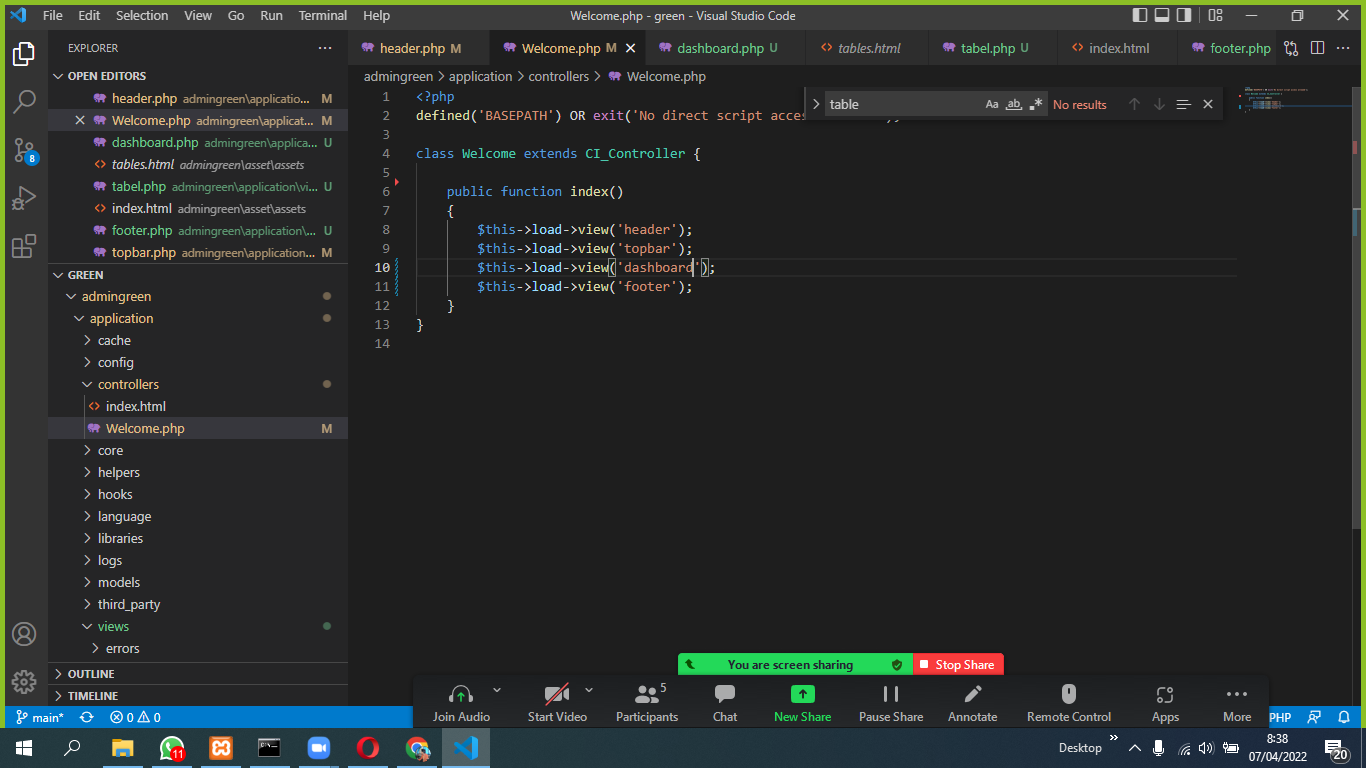 File Edit Selection View Go Run Terminal Help Welcome.php - green - Visual Studio Code
EXPLORER ...
header.php M Welcome.php M dashboard.php U tables.html tabel.php U index.html footer.php
OPEN EDITORS
header.php admingreen\applicatio... M
Welcome.php admingreen\applicat... M
dashboard.php admingreen\applica... U
tables.html admingreen\asset\assets
tabel.php admingreen\application\vi... U
index.html admingreen\asset\assets
footer.php admingreen\application\... U
topbar.php admingreen\application... M
GREEN
admingreen
application
cache
config
controllers
index.html
Welcome.php M
core
helpers
hooks
language
libraries
logs
models
third_party
views
errors
OUTLINE
TIMELINE
admingreen > application > controllers > Welcome.php
table Aa ab .* No results
1 <?php
2 defined('BASEPATH') OR exit('No direct script acces
3
4 class Welcome extends CI_Controller {
5
6 public function index()
7 {
8 $this->load->view('header');
9 $this->load->view('topbar');
10 $this->load->view('dashboard');
11 $this->load->view('footer');
12 }
13 }
14
You are screen sharing Stop Share
Join Audio Start Video Participants 5 Chat New Share Pause Share Annotate Remote Control Apps More
8
main* 0 0 PHP
11
Desktop 8:38
07/04/2022
20